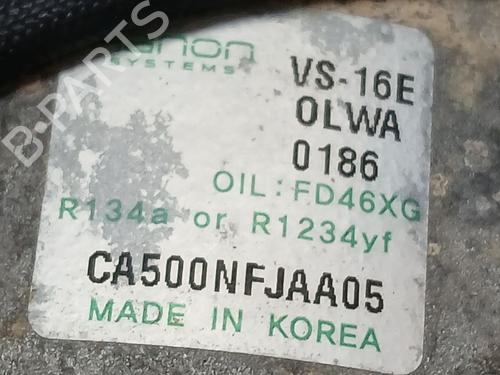 SYSTEMS
VS-16E
OLWA
0186
OIL:FD46XG
R134a or R1234yf
CA500NFJAA05
MADE IN KOREA
B-PARTS